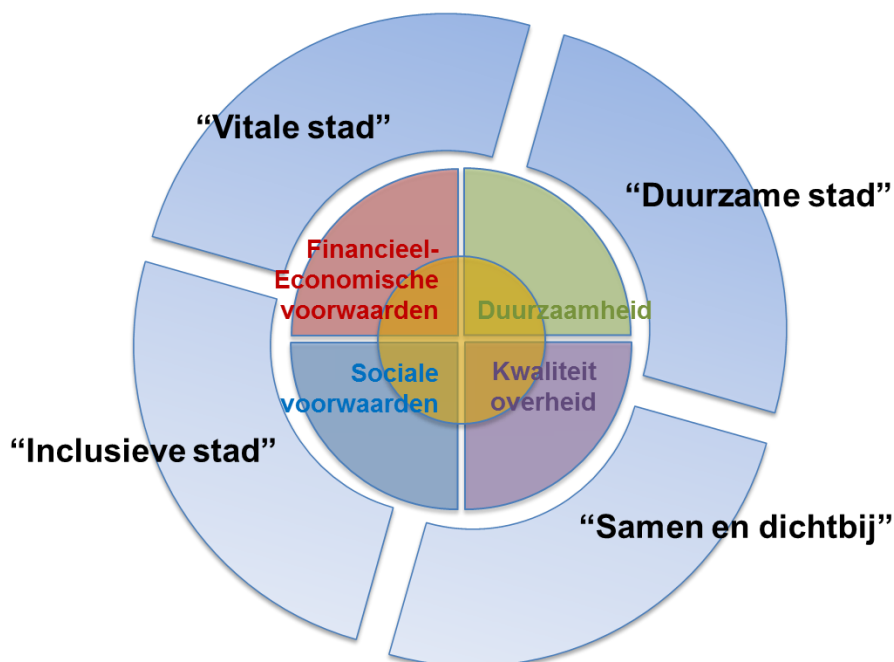 “Vitale stad”
“Duurzame stad”
Financieel-
Economische
voorwaarden
Duurzaamheid
Sociale
voorwaarden
Kwaliteit
overheid
“Inclusieve stad”
“Samen en dichtbij”